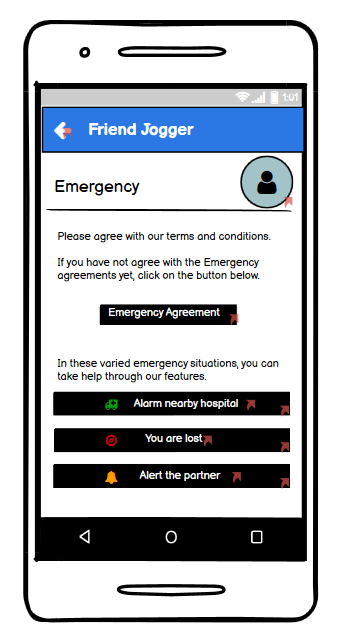 1:01
Friend Jogger
Emergency
Please agree with our terms and conditions.
If you have not agree with the Emergency
agreements yet, click on the button below.
Emergency Agreement
In these varied emergency situations, you can
take help through our features.
Alarm nearby hospital
You are lost
Alert the partner